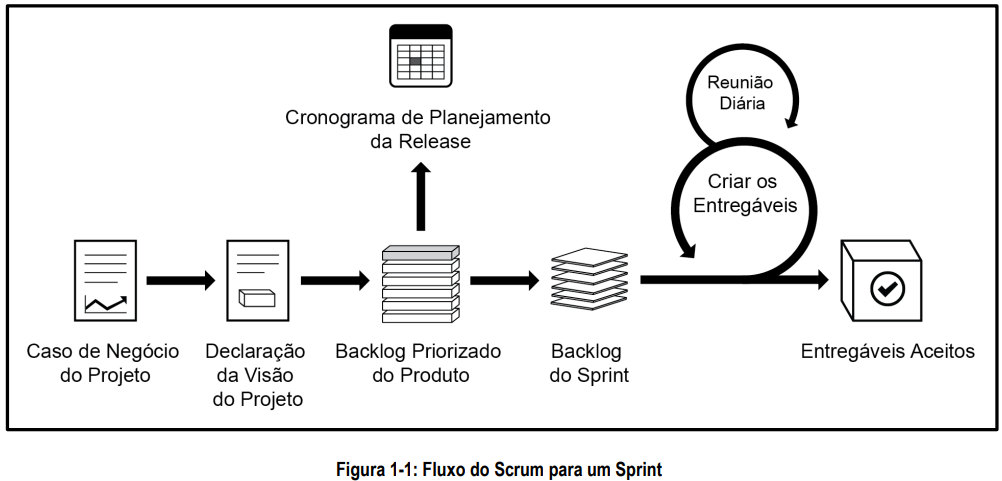 Cronograma de Planejamento
da Release
Reunião
Diária
Criar os
Entregáveis
Caso de Negócio
do Projeto
Declaração
da Visão
do Projeto
Backlog Priorizado
do Produto
Backlog
do Sprint
Entregáveis Aceitos
Figura 1-1: Fluxo do Scrum para um Sprint